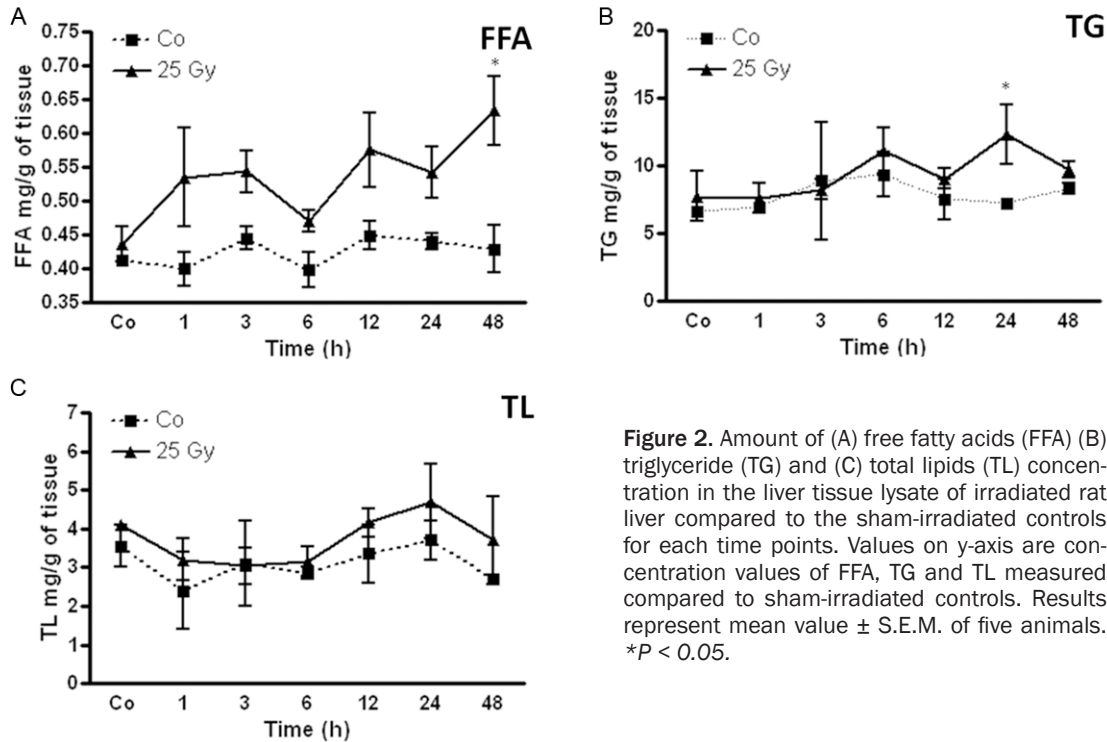 A
FFA
Co
25 Gy
*
0.75
0.70
0.65
0.60
0.55
0.50
0.45
0.40
0.35
FFA mg/g of tissue
Co 1 3 6 12 24 48
Time (h)
B
TG
Co
25 Gy
*
20
15
10
5
0
TG mg/g of tissue
Co 1 3 6 12 24 48
Time (h)
C
TL
Co
25 Gy
7
6
5
4
3
2
1
0
TL mg/g of tissue
Co 1 3 6 12 24 48
Time (h)
Figure 2. Amount of (A) free fatty acids (FFA) (B)
triglyceride (TG) and (C) total lipids (TL) concen-
tration in the liver tissue lysate of irradiated rat
liver compared to the sham-irradiated controls
for each time points. Values on y-axis are con-
centration values of FFA, TG and TL measured
compared to sham-irradiated controls. Results
represent mean value ± S.E.M. of five animals.
*P < 0.05.